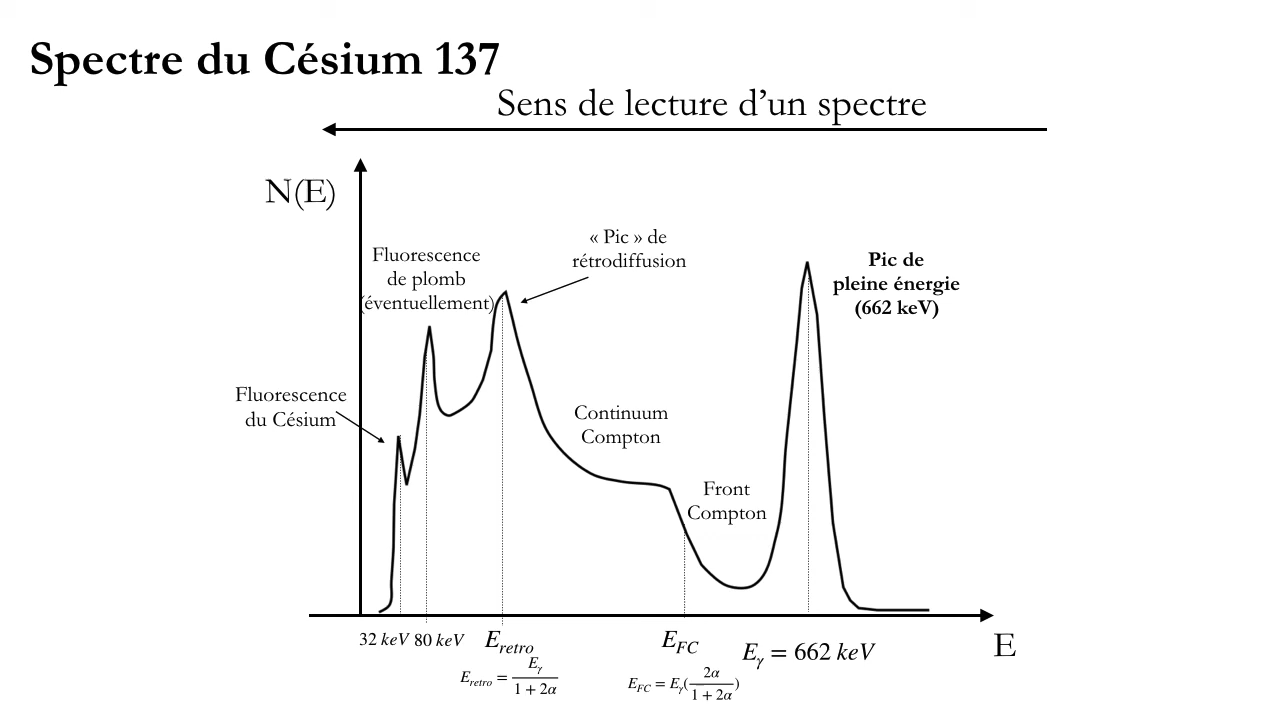 Spectre du Césium 137
Sens de lecture d’un spectre
N(E)
« Pic » de
rétrodiffusion
Fluorescence
de plomb
(éventuellement)
Pic de
pleine énergie
(662 keV)
Fluorescence
du Césium
Continuum
Compton
Front
Compton
32 keV 80 keV E_retro E_FC E_γ = 662 keV E
E_retro = E_γ / (1 + 2α)
E_FC = E_γ(2α / (1 + 2α))